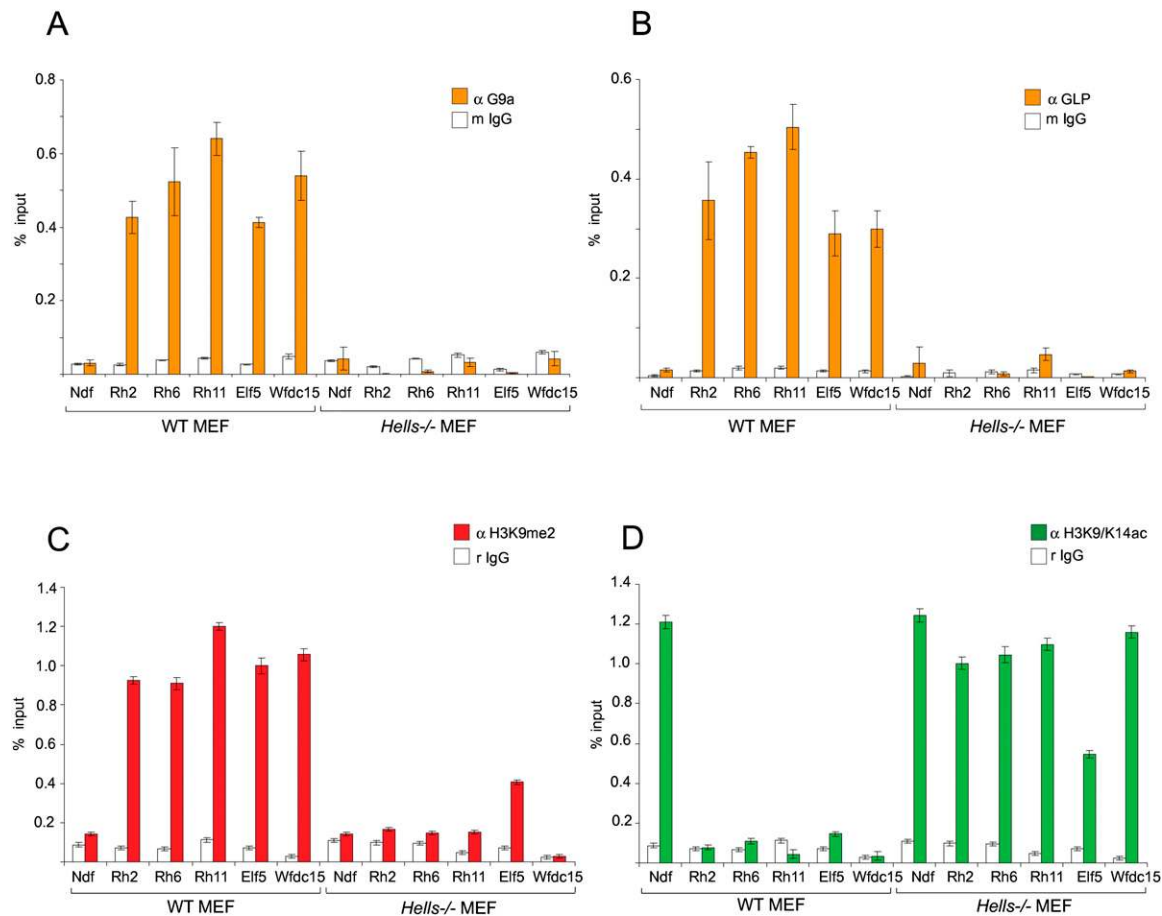 A
0.8
0.6
0.4
0.2
% input
α G9a
m IgG
Ndf Rh2 Rh6 Rh11 Elf5 Wfdc15 Ndf Rh2 Rh6 Rh11 Elf5 Wfdc15
WT MEF Hells-/- MEF
B
0.6
0.4
0.2
% input
α GLP
m IgG
Ndf Rh2 Rh6 Rh11 Elf5 Wfdc15 Ndf Rh2 Rh6 Rh11 Elf5 Wfdc15
WT MEF Hells-/- MEF
C
1.4
1.2
1.0
0.8
0.6
0.4
0.2
% input
α H3K9me2
r IgG
Ndf Rh2 Rh6 Rh11 Elf5 Wfdc15 Ndf Rh2 Rh6 Rh11 Elf5 Wfdc15
WT MEF Hells-/- MEF
D
1.4
1.2
1.0
0.8
0.6
0.4
0.2
% input
α H3K9/K14ac
r IgG
Ndf Rh2 Rh6 Rh11 Elf5 Wfdc15 Ndf Rh2 Rh6 Rh11 Elf5 Wfdc15
WT MEF Hells-/- MEF